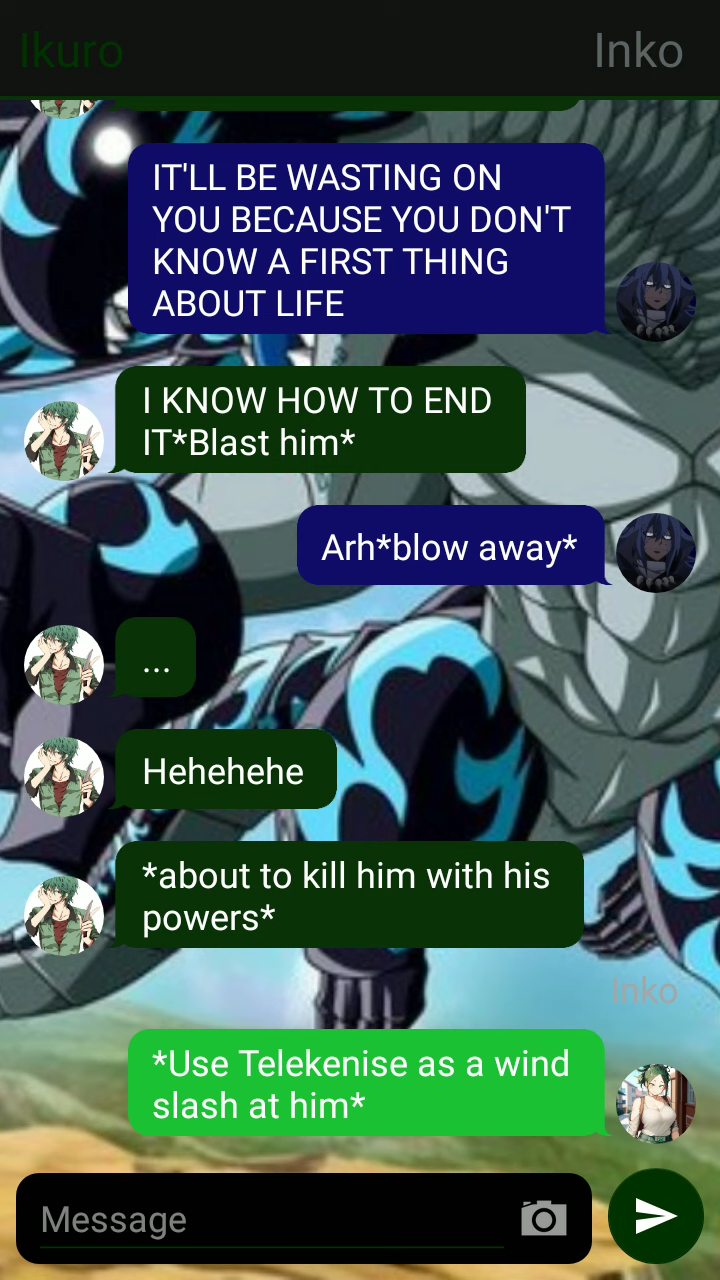 Ikuro
Inko
IT'LL BE WASTING ON
YOU BECAUSE YOU DON'T
KNOW A FIRST THING
ABOUT LIFE
I KNOW HOW TO END
IT*Blast him*
Arh*blow away*
...
Hehehehe
*about to kill him with his
powers*
Inko
*Use Telekenise as a wind
slash at him*
Message